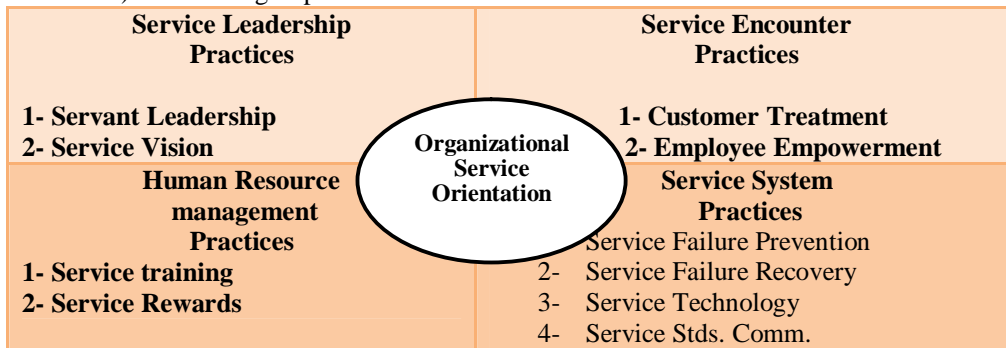 Service Leadership
Practices
1- Servant Leadership
2- Service Vision
Service Encounter
Practices
1- Customer Treatment
2- Employee Empowerment
Organizational
Service
Orientation
Human Resource
management
Practices
1- Service training
2- Service Rewards
Service System
Practices
Service Failure Prevention
2- Service Failure Recovery
3- Service Technology
4- Service Stds. Comm.